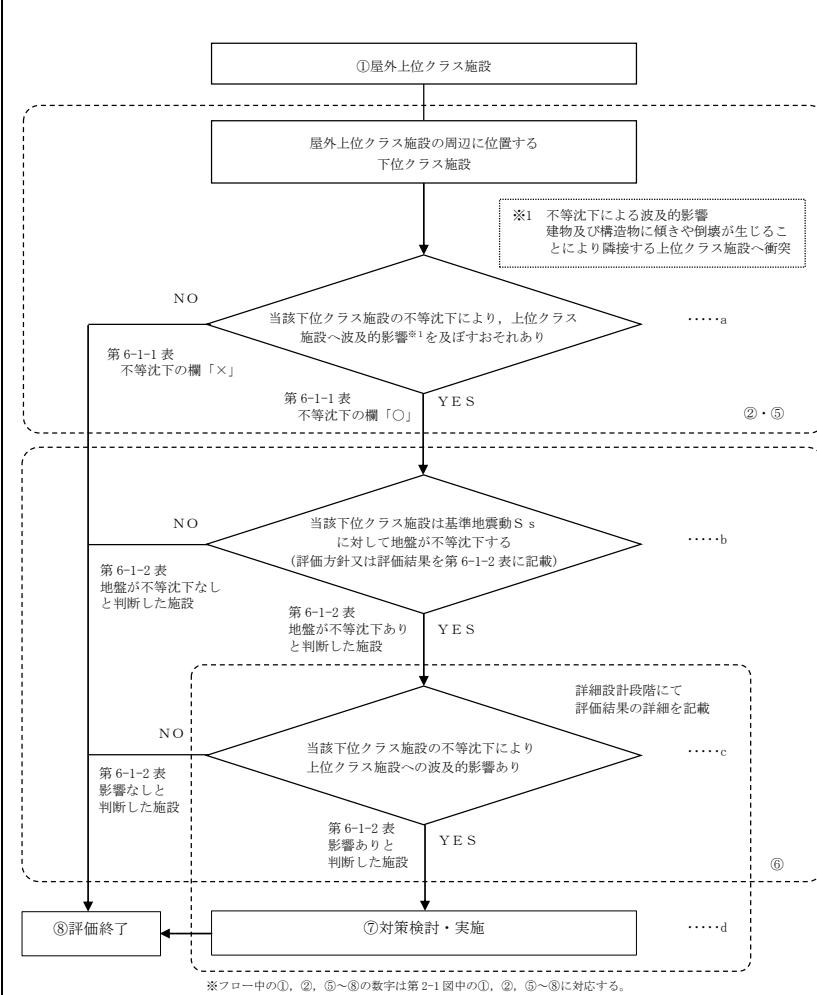 ①屋外上位クラス施設
屋外上位クラス施設の周辺に位置する
下位クラス施設
※1 不等沈下による波及的影響
建物及び構造物に傾きや倒壊が生じるこ
とにより隣接する上位クラス施設へ衝突
NO
当該下位クラス施設の不等沈下により，上位クラス
施設へ波及的影響※1を及ぼすおそれあり
・・・・・a
第 6-1-1 表
不等沈下の欄「×」
第 6-1-1 表
不等沈下の欄「○」
YES
②・⑤
NO
当該下位クラス施設は基準地震動Ｓｓ
に対して地盤が不等沈下する
(評価方針又は評価結果を第 6-1-2 表に記載)
・・・・・b
第 6-1-2 表
地盤が不等沈下なし
と判断した施設
第 6-1-2 表
地盤が不等沈下あり
と判断した施設
YES
詳細設計段階にて
評価結果の詳細を記載
NO
当該下位クラス施設の不等沈下により
上位クラス施設への波及的影響あり
・・・・・c
第 6-1-2 表
影響なしと
判断した施設
第 6-1-2 表
影響ありと
判断した施設
YES
⑥
⑧評価終了
⑦対策検討・実施
・・・・・d
※フロー中の①，②，⑤～⑧の数字は第 2-1 図中の①，②，⑤～⑧に対応する。